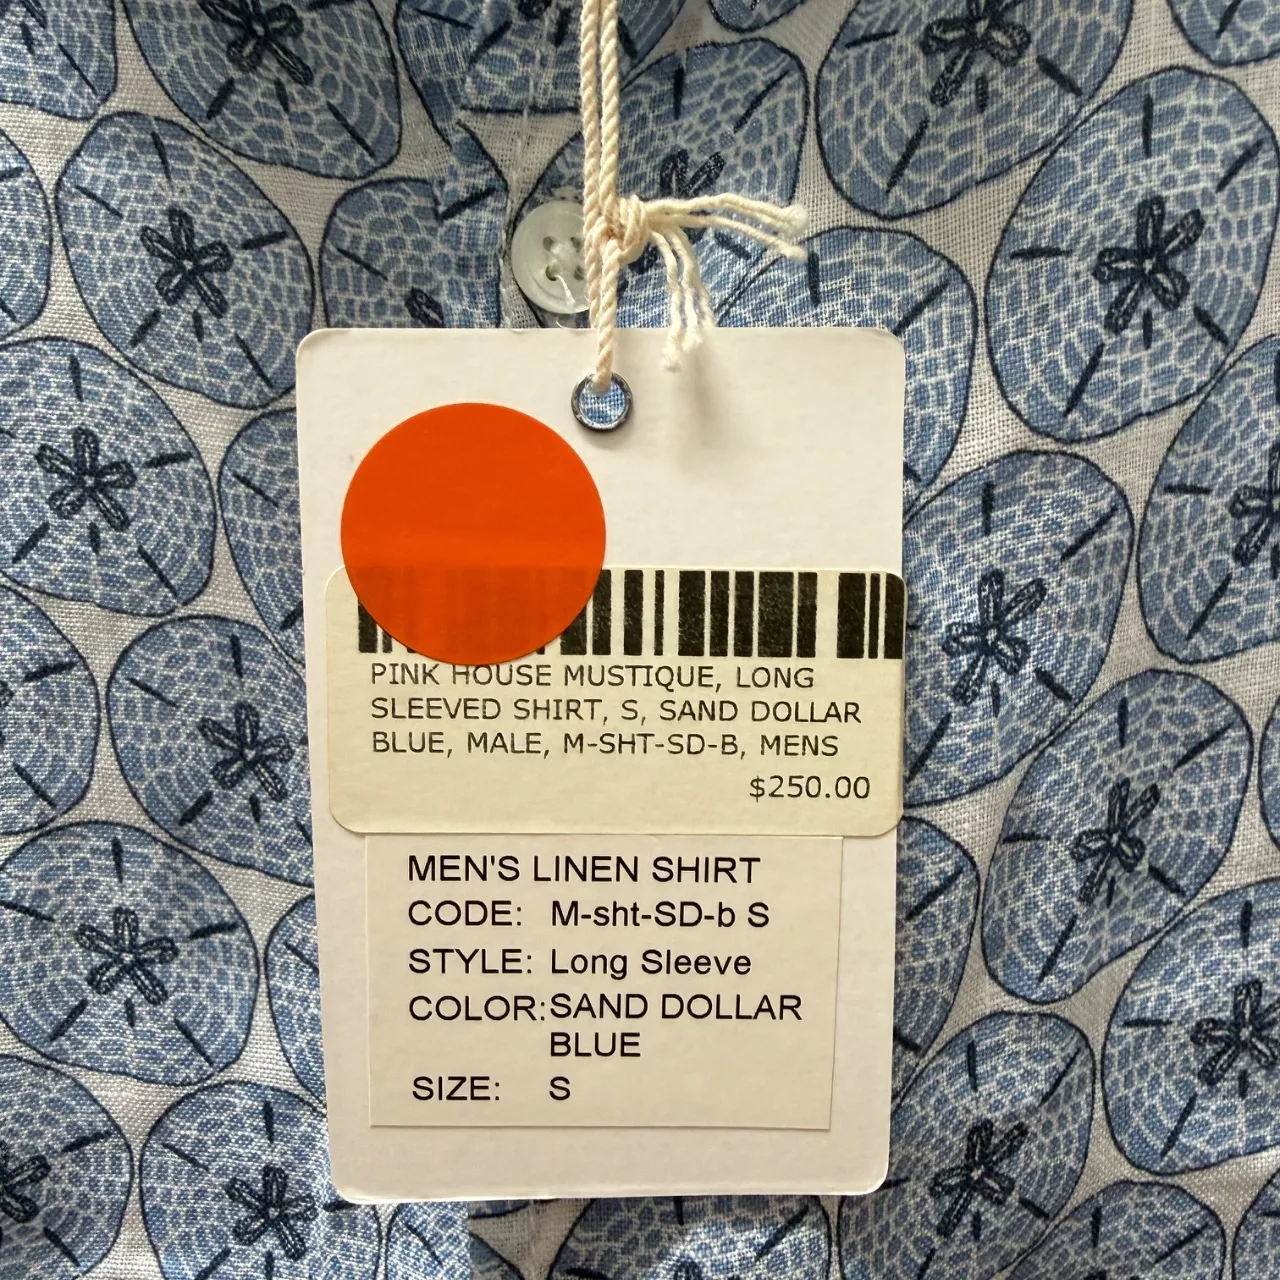 PINK HOUSE MUSTIQUE, LONG
SLEEVED SHIRT, S, SAND DOLLAR
BLUE, MALE, M-SHT-SD-B, MENS
$250.00
MEN'S LINEN SHIRT
CODE: M-sht-SD-b S
STYLE: Long Sleeve
COLOR: SAND DOLLAR
BLUE
SIZE: S